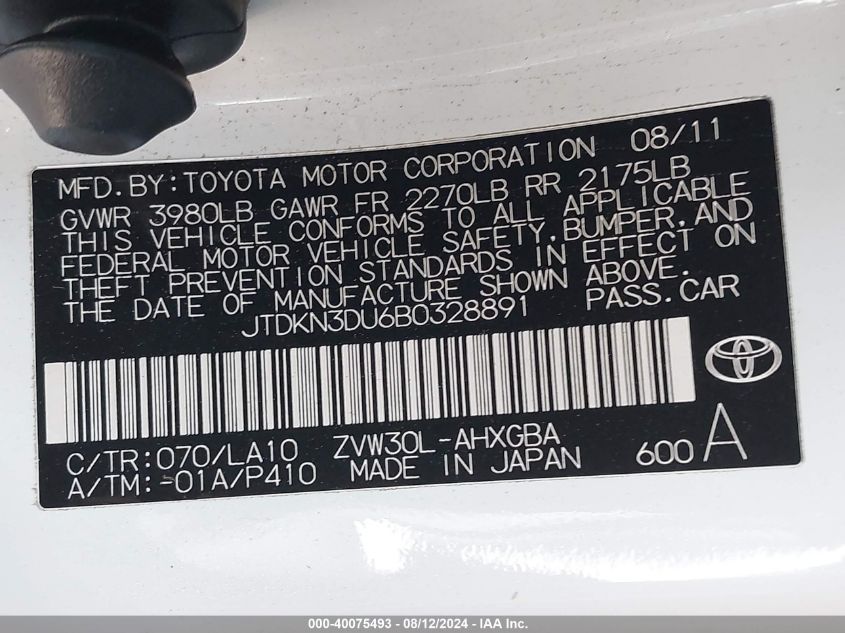 MFD.BY:TOYOTA MOTOR CORPORATION 08/11
GVWR 3980LB GAWR FR 2270LB RR 2175LB
THIS VEHICLE CONFORMS TO ALL APPLICABLE
FEDERAL MOTOR VEHICLE SAFETY,BUMPER,AND
THEFT PREVENTION STANDARDS IN EFFECT ON
THE DATE OF MANUFACTURE SHOWN ABOVE.
JTDKN3DU6B0328891 PASS.CAR
C/TR:070/LA10 ZVW30L-AHXGBA
A/TM:-01A/P410 MADE IN JAPAN 600 A
000-40075493 - 08/12/2024 - IAA Inc.